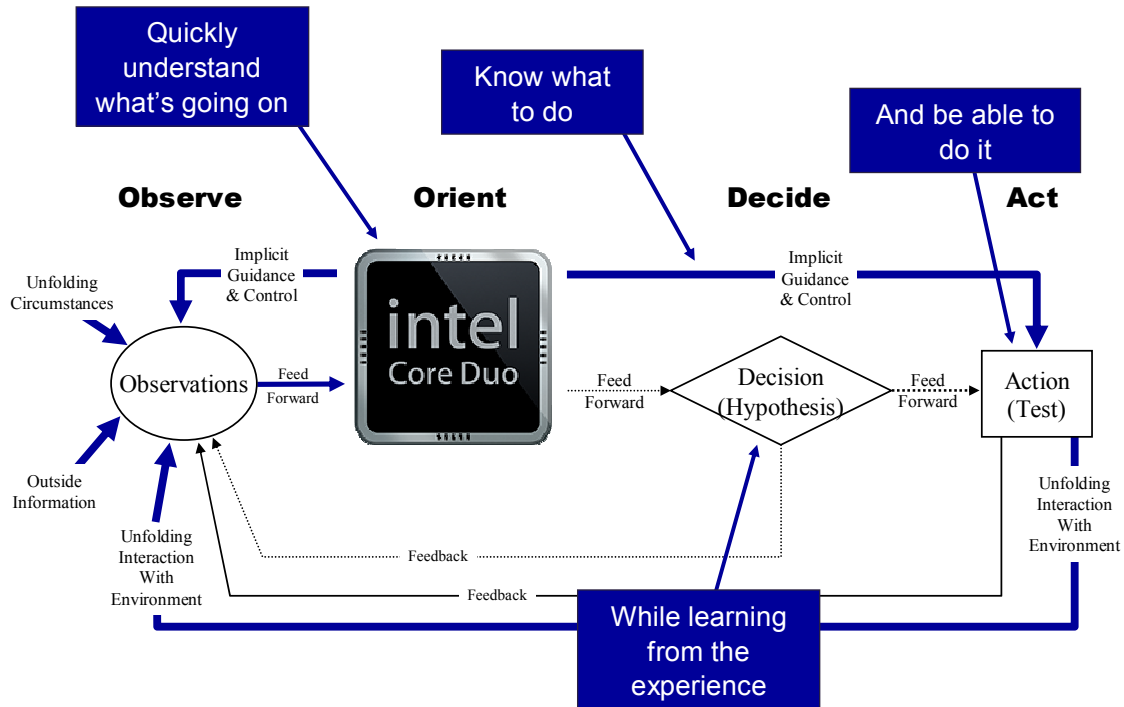 Quickly
understand
what's going on
Know what
to do
And be able to
do it
Observe
Orient
Decide
Act
Implicit
Guidance
& Control
Implicit
Guidance
& Control
Unfolding
Circumstances
intel
Core Duo
Observations
Feed
Forward
Feed
Forward
Decision
(Hypothesis)
Feed
Forward
Action
(Test)
Outside
Information
Unfolding
Interaction
With
Environment
Unfolding
Interaction
With
Environment
Feedback
Feedback
While learning
from the
experience